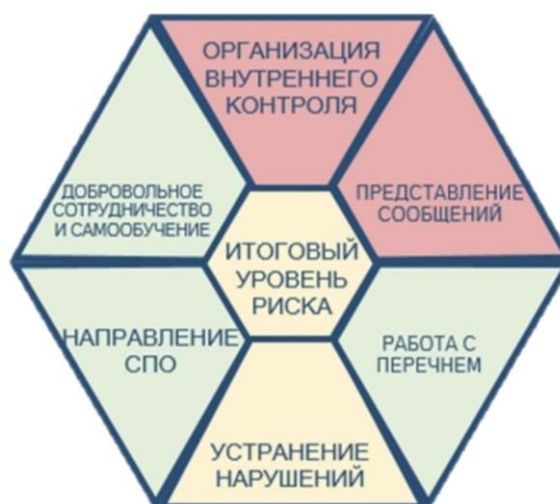 ОРГАНИЗАЦИЯ
ВНУТРЕННЕГО
КОНТРОЛЯ
ПРЕДСТАВЛЕНИЕ
СООБЩЕНИЙ
РАБОТА С
ПЕРЕЧНЕМ
УСТРАНЕНИЕ
НАРУШЕНИЙ
НАПРАВЛЕНИЕ
СПО
ДОБРОВОЛЬНОЕ
СОТРУДНИЧЕСТВО
И САМООБУЧЕНИЕ
ИТОГОВЫЙ
УРОВЕНЬ
РИСКА